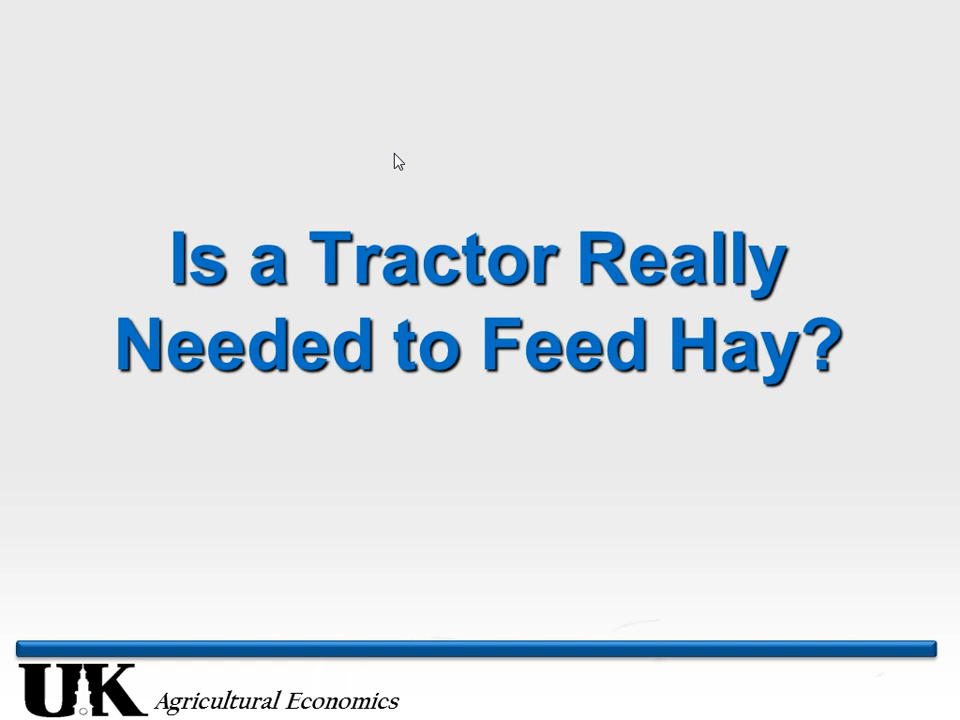 Is a Tractor Really
Needed to Feed Hay?
UK Agricultural Economics